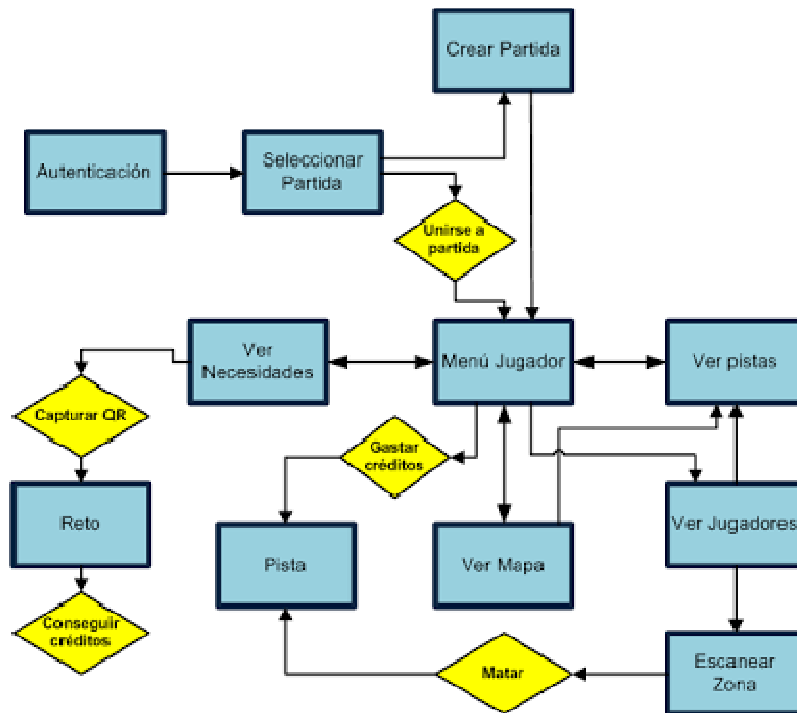 Crear Partida
Autenticación
Seleccionar
Partida
Unirse a
partida
Ver
Necesidades
Menú Jugador
Ver pistas
Capturar QR
Gastar
créditos
Reto
Pista
Ver Mapa
Ver Jugadores
Conseguir
créditos
Matar
Escanear
Zona